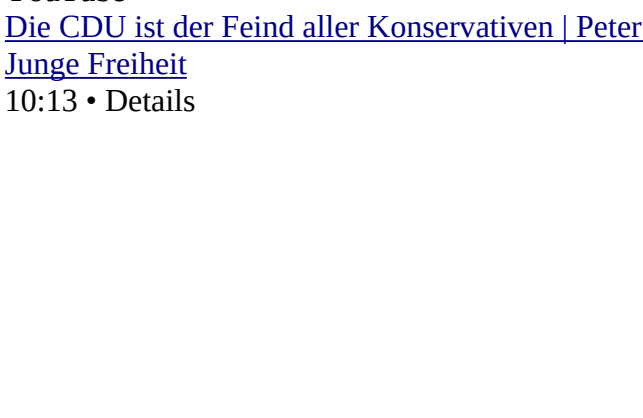 Die CDU ist der Feind aller Konservativen | Peter
Junge Freiheit
10:13 • Details